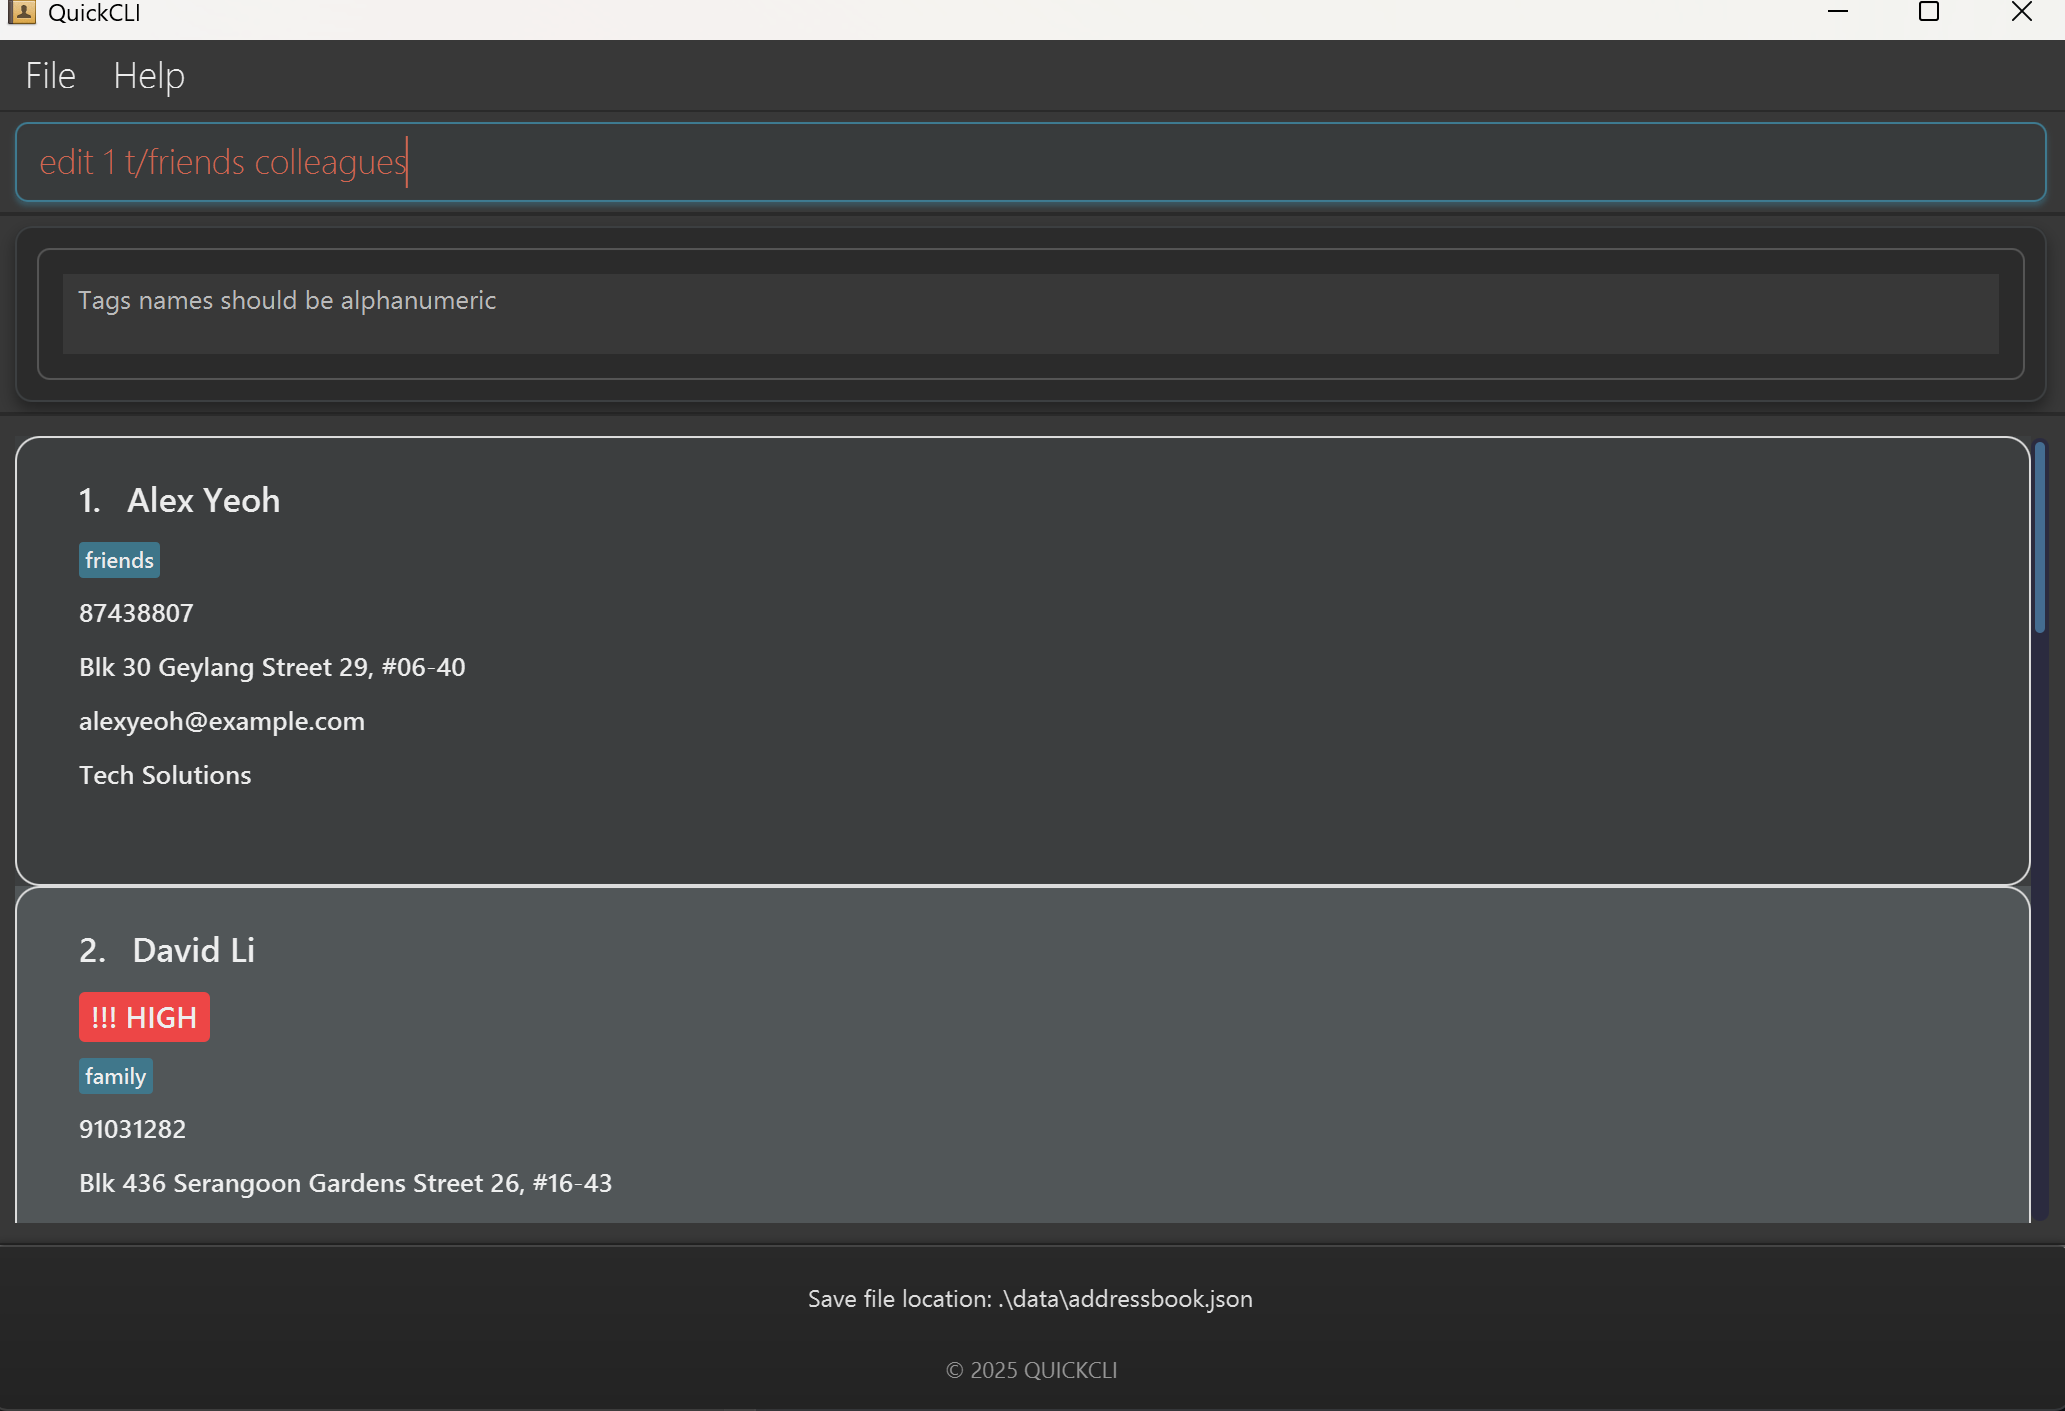 QuickCLI
File Help
edit 1 t/friends colleagues
Tags names should be alphanumeric
1. Alex Yeoh
friends
87438807
Blk 30 Geylang Street 29, #06-40
alexyeoh@example.com
Tech Solutions
2. David Li
!!! HIGH
family
91031282
Blk 436 Serangoon Gardens Street 26, #16-43
Save file location: .\data\addressbook.json
© 2025 QUICKCLI